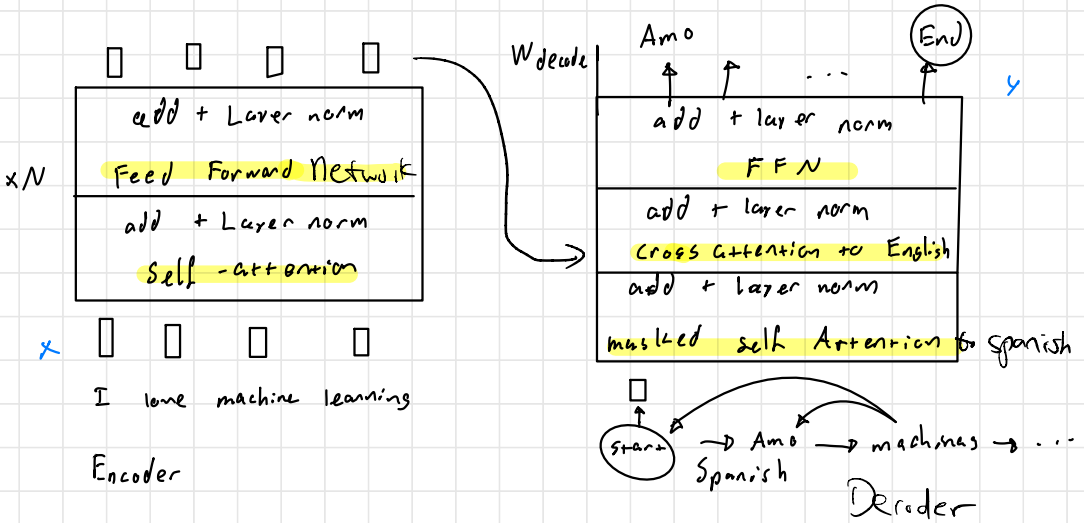 add + Layer norm
xN
Feed Forward Network
add + Layer norm
Self-attention
x
I love machine learning
Encoder
Wdecode
Amo
End
...
y
add + layer norm
FFN
add + layer norm
Cross attention to English
add + layer norm
masked self Attention to Spanish
Start → Amo → machinas → ...
Spanish
Decoder